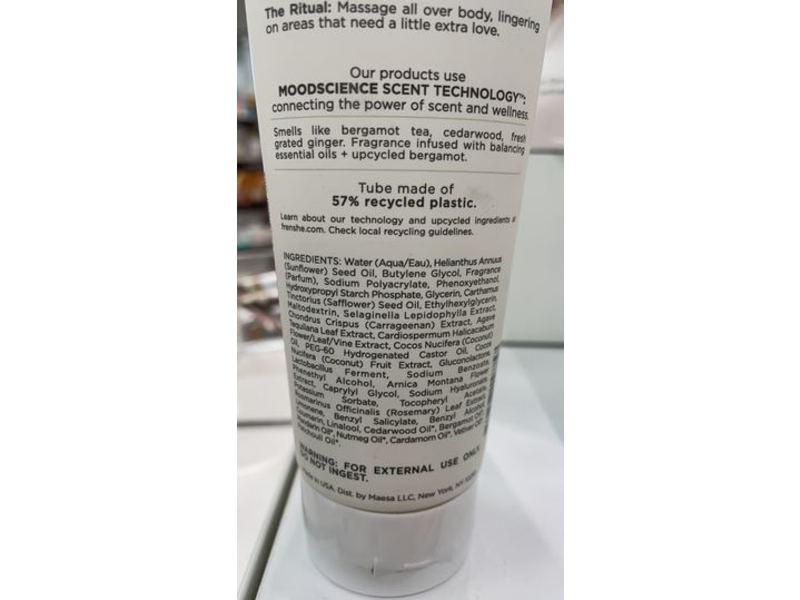 The Ritual: Massage all over body, lingering
on areas that need a little extra love.
Our products use
MOODSCIENCE SCENT TECHNOLOGY™:
connecting the power of scent and wellness.
Smells like bergamot tea, cedarwood, fresh
grated ginger. Fragrance infused with balancing
essential oils + upcycled bergamot.
Tube made of
57% recycled plastic.
Learn about our technology and upcycled ingredients at
frenshe.com. Check local recycling guidelines.
INGREDIENTS: Water (Aqua/Eau), Helianthus Annuus
(Sunflower) Seed Oil, Butylene Glycol, Fragrance
(Parfum), Sodium Polyacrylate, Phenoxyethanol,
Hydroxypropyl Starch Phosphate, Glycerin, Carthamus
Tinctorius (Safflower) Seed Oil, Ethylhexylglycerin,
Maltodextrin, Selaginella Lepidophylla Extract,
Chondrus Crispus (Carrageenan) Extract, Agave
Tequilana Leaf Extract, Cardiospermum Halicacabum
Flower/Leaf/Vine Extract, Cocos Nucifera (Coconut)
Oil, PEG-60 Hydrogenated Castor Oil, Cocos
Nucifera (Coconut) Fruit Extract, Gluconolactone,
Lactobacillus Ferment, Sodium Benzoate,
Phenethyl Alcohol, Arnica Montana Flower
Extract, Caprylyl Glycol, Sodium Hyaluronate,
Potassium Sorbate, Tocopheryl Acetate,
Rosmarinus Officinalis (Rosemary) Leaf Extract,
Limonene, Benzyl Salicylate, Benzyl Alcohol,
Coumarin, Linalool, Cedarwood Oil*, Bergamot Oil*,
Mandarin Oil*, Nutmeg Oil*, Cardamom Oil*, Vetiver Oil*,
Patchouli Oil*.
WARNING: FOR EXTERNAL USE ONLY.
DO NOT INGEST.
Made in USA. Dist. by Maesa LLC, New York, NY